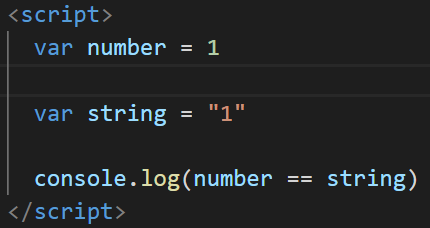 <script>
var number = 1
var string = "1"
console.log(number == string)
</script>